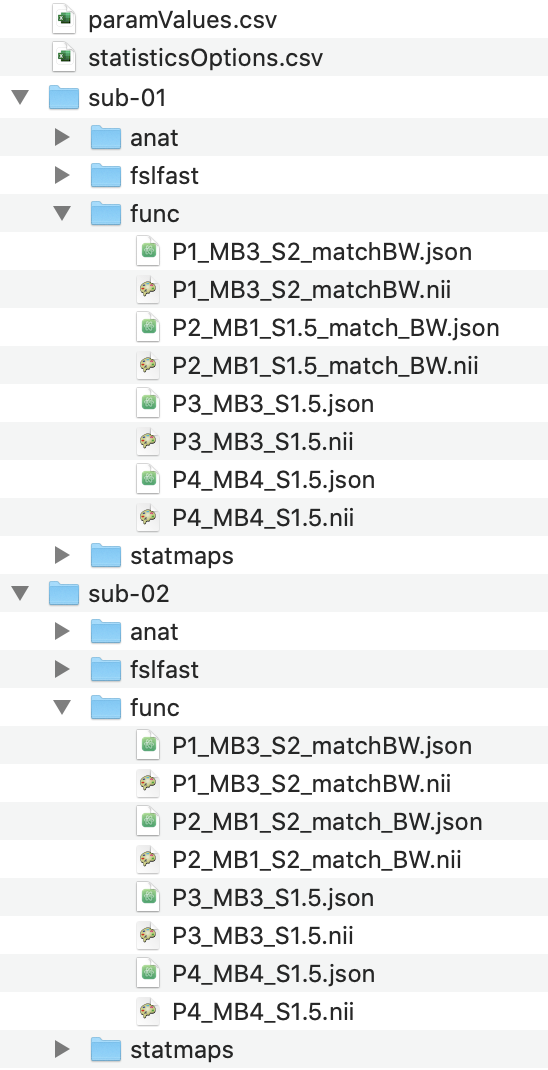 paramValues.csv
statisticsOptions.csv
sub-01
anat
fslfast
func
P1_MB3_S2_matchBW.json
P1_MB3_S2_matchBW.nii
P2_MB1_S1.5_match_BW.json
P2_MB1_S1.5_match_BW.nii
P3_MB3_S1.5.json
P3_MB3_S1.5.nii
P4_MB4_S1.5.json
P4_MB4_S1.5.nii
statmaps
sub-02
anat
fslfast
func
P1_MB3_S2_matchBW.json
P1_MB3_S2_matchBW.nii
P2_MB1_S2_match_BW.json
P2_MB1_S2_match_BW.nii
P3_MB3_S1.5.json
P3_MB3_S1.5.nii
P4_MB4_S1.5.json
P4_MB4_S1.5.nii
statmaps